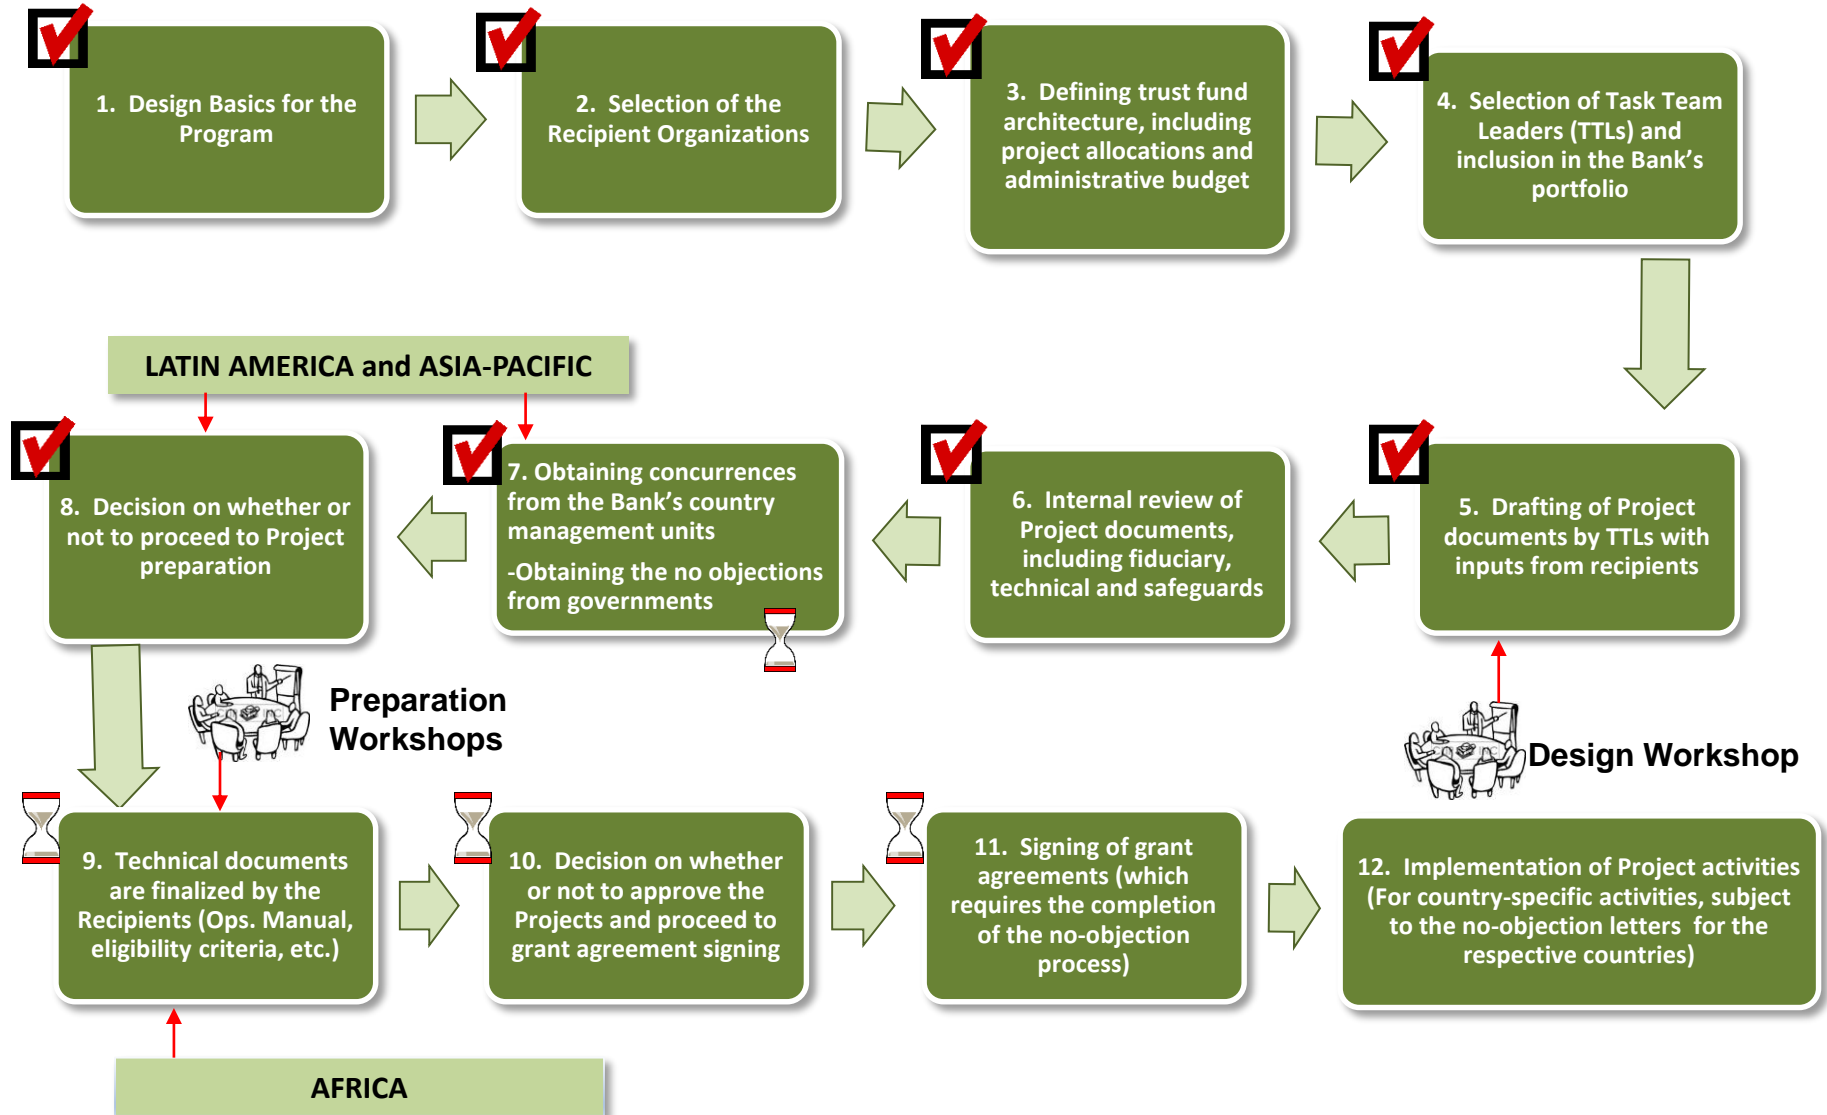 1.  Design Basics for the
Program
2.  Selection of the
Recipient Organizations
3.  Defining trust fund
architecture, including
project allocations and
administrative budget
4.  Selection of Task Team
Leaders (TTLs) and
inclusion in the Bank’s
portfolio
LATIN AMERICA and ASIA-PACIFIC
8.  Decision on whether or
not to proceed to Project
preparation
7. Obtaining concurrences
from the Bank’s country
management units
-Obtaining the no objections
from governments
6.  Internal review of
Project documents,
including fiduciary,
technical and safeguards
5.  Drafting of Project
documents by TTLs with
inputs from recipients
Preparation
Workshops
Design Workshop
9.  Technical documents
are finalized by the
Recipients (Ops. Manual,
eligibility criteria, etc.)
10.  Decision on whether
or not to approve the
Projects and proceed to
grant agreement signing
11.  Signing of grant
agreements (which
requires the completion
of the no-objection
process)
12.  Implementation of Project activities
(For country-specific activities, subject
to the no-objection letters  for the
respective countries)
AFRICA